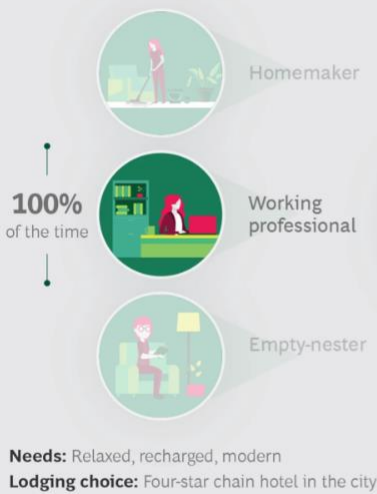 Homemaker
100%
of the time
Working
professional
Empty-nester
Needs: Relaxed, recharged, modern
Lodging choice: Four-star chain hotel in the city